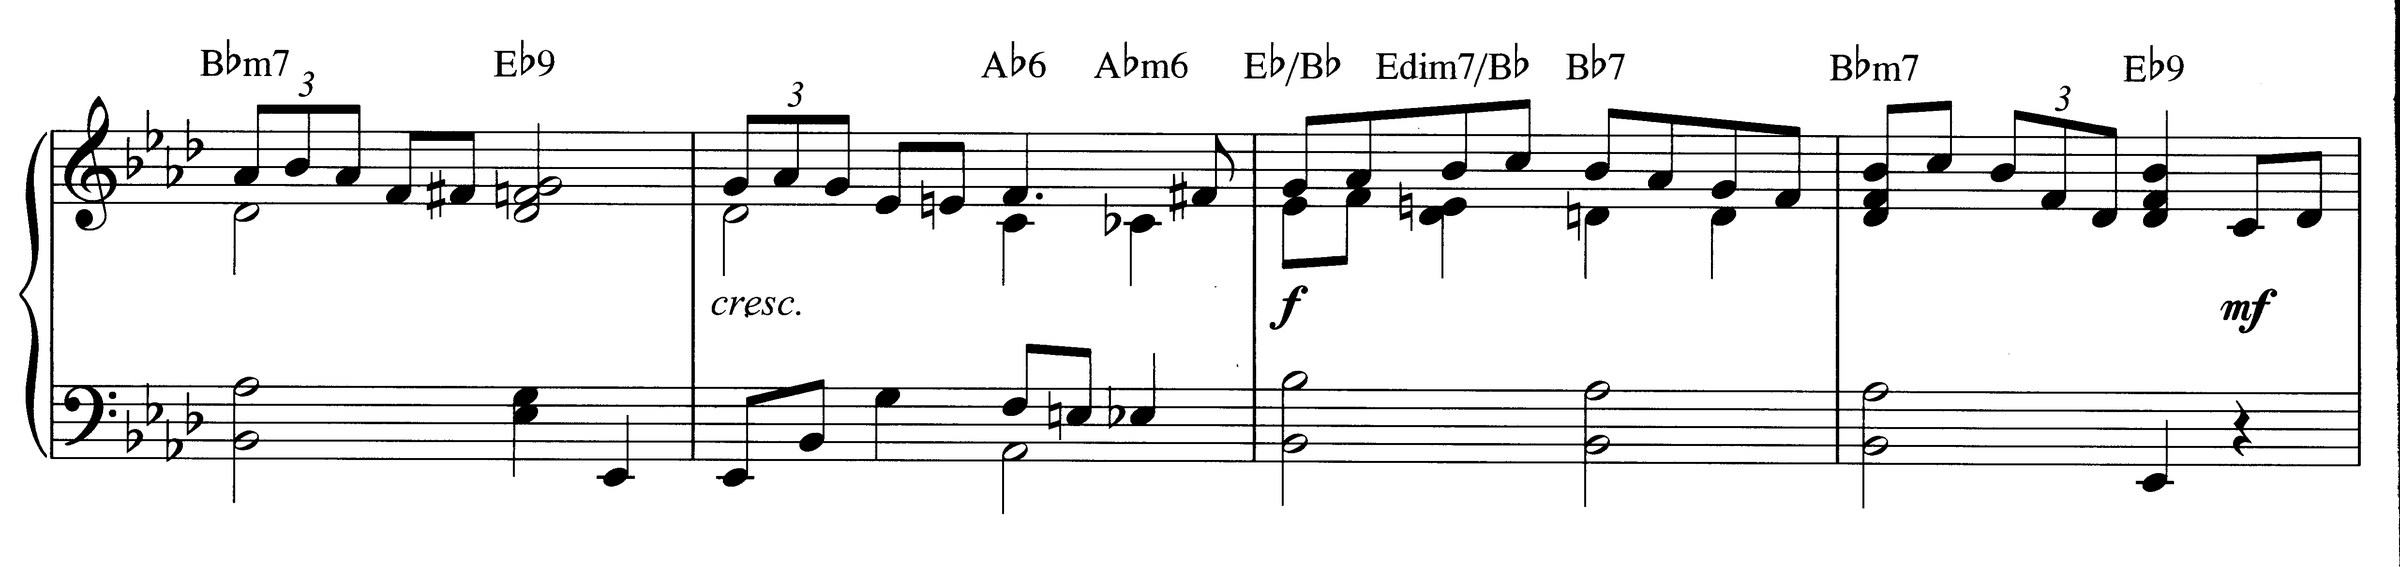 B♭m7 E♭9 A♭6 A♭m6 E♭/B♭ Edim7/B♭ B♭7 B♭m7 E♭9
3 3 3
cresc. f mf